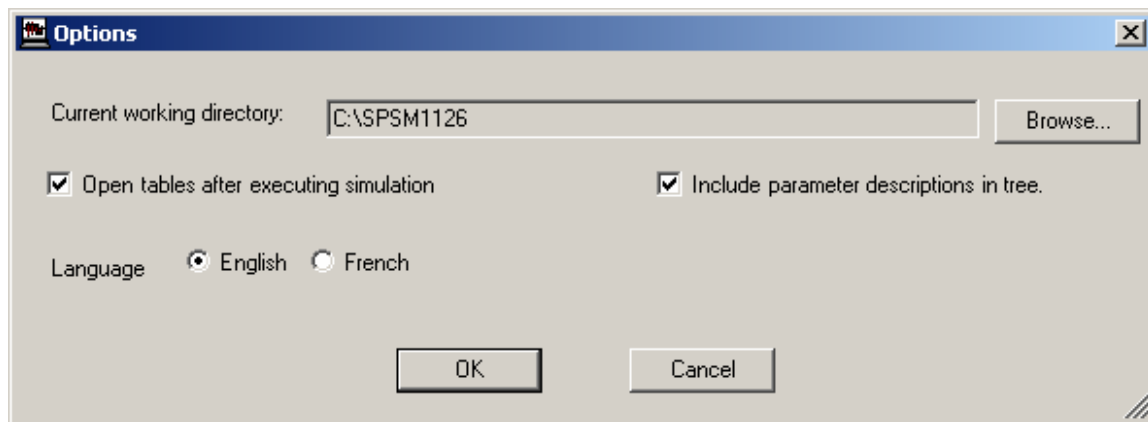 Options
Current working directory: C:\SPSM1126 Browse...
Open tables after executing simulation Include parameter descriptions in tree.
Language English French
OK Cancel